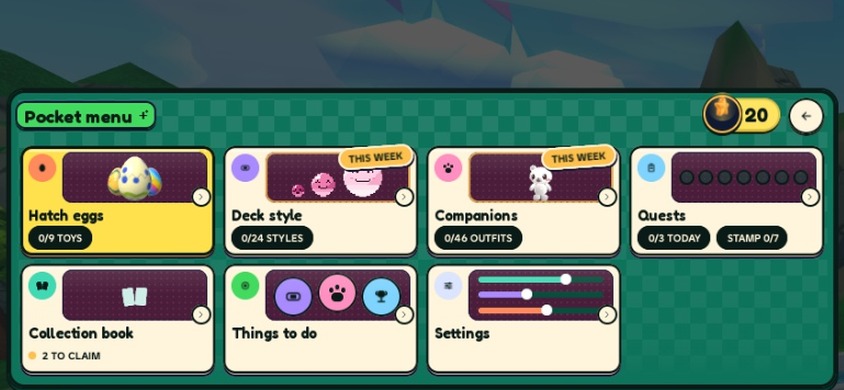 Pocket menu
20
THIS WEEK
THIS WEEK
Hatch eggs
0/9 TOYS
Deck style
0/24 STYLES
Companions
0/46 OUTFITS
Quests
0/3 TODAY
STAMP 0/7
Collection book
2 TO CLAIM
Things to do
Settings